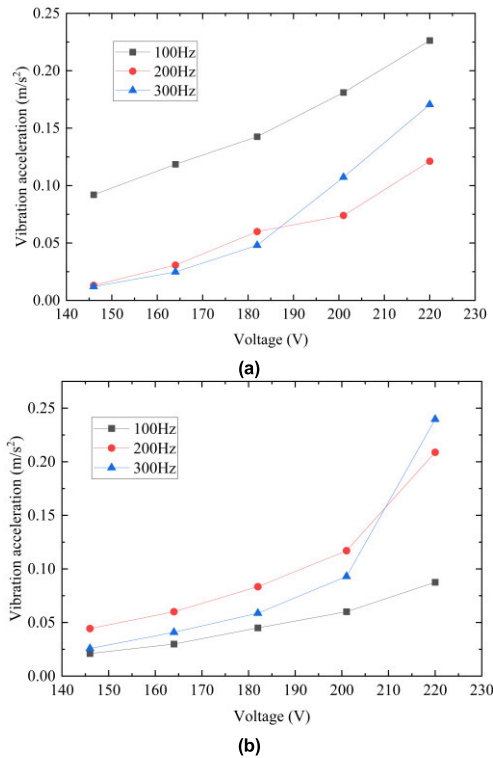 0.25
0.20
0.15
0.10
0.05
0.00
Vibration acceleration (m/s²)
100Hz
200Hz
300Hz
140 150 160 170 180 190 200 210 220 230
Voltage (V)
(a)
0.25
0.20
0.15
0.10
0.05
0.00
Vibration acceleration (m/s²)
100Hz
200Hz
300Hz
140 150 160 170 180 190 200 210 220 230
Voltage (V)
(b)